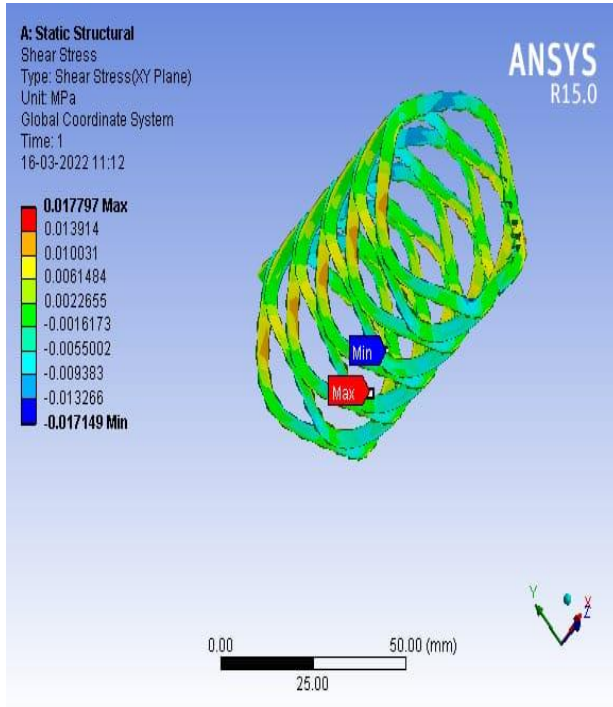 A: Static Structural
Shear Stress
Type: Shear Stress(XY Plane)
Unit: MPa
Global Coordinate System
Time: 1
16-03-2022 11:12
ANSYS
R15.0
0.017797 Max
0.013914
0.010031
0.0061484
0.0022655
-0.0016173
-0.0055002
-0.009383
-0.013266
-0.017149 Min
Min
Max
Y
X
Z
0.00
50.00 (mm)
25.00